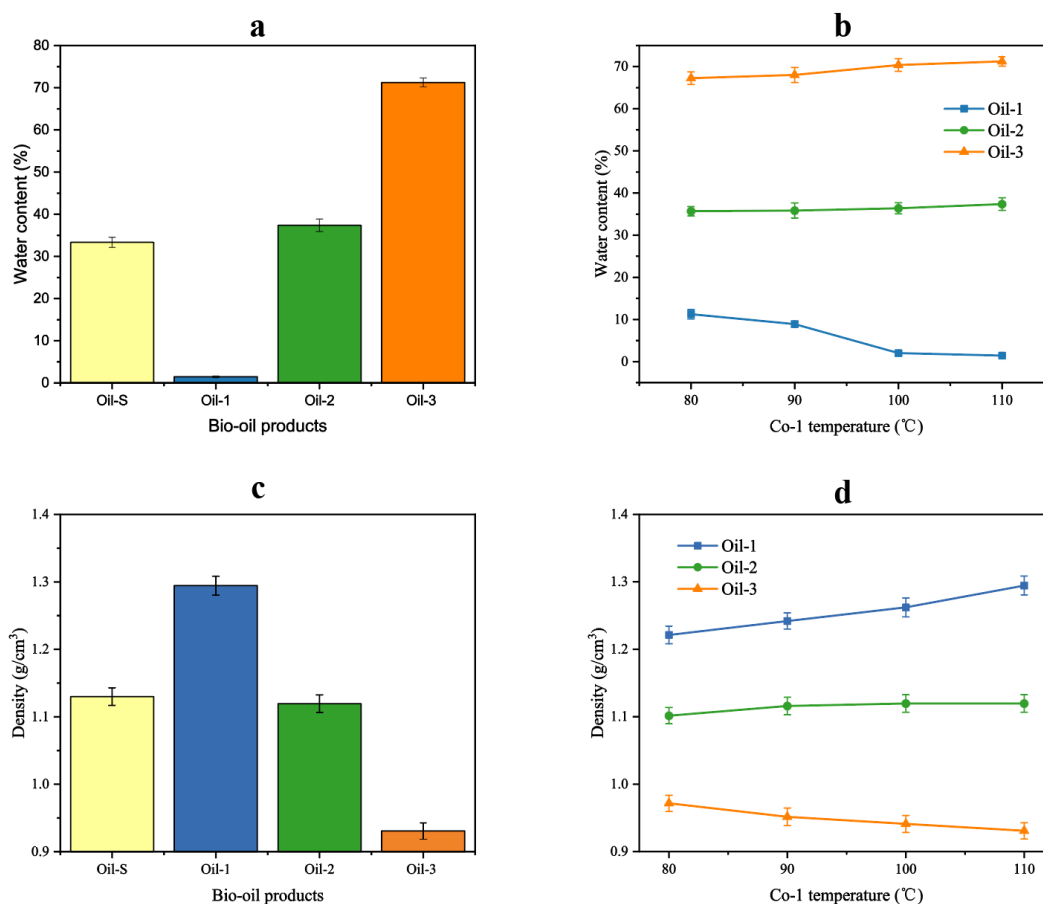 a
80
70
60
50
40
30
20
10
0
Water content (%)
Oil-S Oil-1 Oil-2 Oil-3
Bio-oil products
b
70
60
50
40
30
20
10
0
Water content (%)
Oil-1
Oil-2
Oil-3
80 90 100 110
Co-1 temperature (℃)
c
1.4
1.3
1.2
1.1
1.0
0.9
Density (g/cm³)
Oil-S Oil-1 Oil-2 Oil-3
Bio-oil products
d
1.4
1.3
1.2
1.1
1.0
0.9
Density (g/cm³)
Oil-1
Oil-2
Oil-3
80 90 100 110
Co-1 temperature (℃)